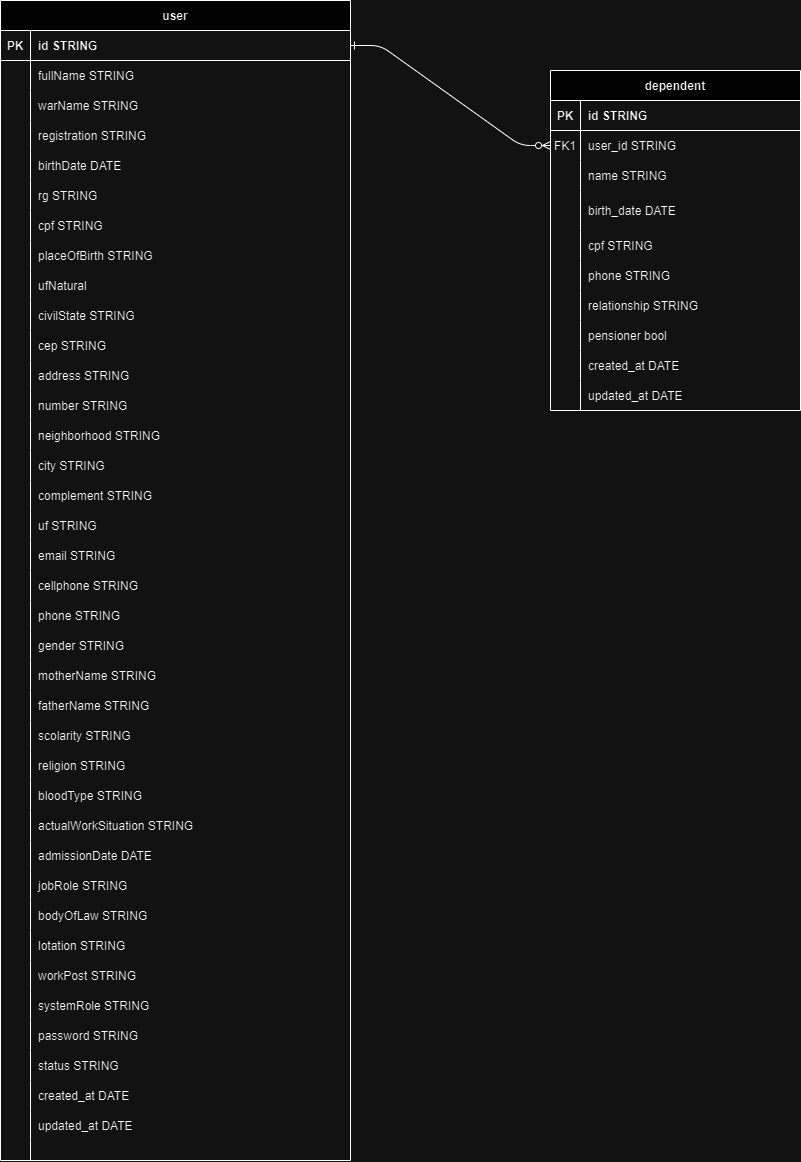 user
PK id STRING
fullName STRING
warName STRING
registration STRING
birthDate DATE
rg STRING
cpf STRING
placeOfBirth STRING
ufNatural
civilState STRING
cep STRING
address STRING
number STRING
neighborhood STRING
city STRING
complement STRING
uf STRING
email STRING
cellphone STRING
phone STRING
gender STRING
motherName STRING
fatherName STRING
scolarity STRING
religion STRING
bloodType STRING
actualWorkSituation STRING
admissionDate DATE
jobRole STRING
bodyOfLaw STRING
lotation STRING
workPost STRING
systemRole STRING
password STRING
status STRING
created_at DATE
updated_at DATE
dependent
PK id STRING
FK1 user_id STRING
name STRING
birth_date DATE
cpf STRING
phone STRING
relationship STRING
pensioner bool
created_at DATE
updated_at DATE